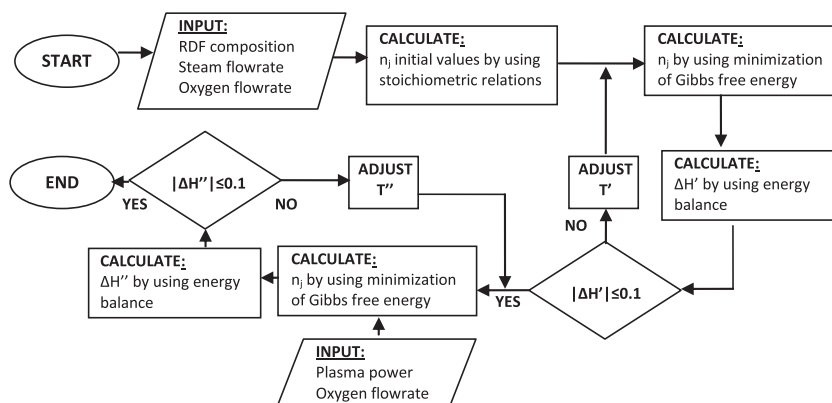 START
INPUT:
RDF composition
Steam flowrate
Oxygen flowrate
CALCULATE:
nj initial values by using
stoichiometric relations
CALCULATE:
nj by using minimization
of Gibbs free energy
CALCULATE:
ΔH’ by using energy
balance
|ΔH’|≤0.1
NO
ADJUST
T’
YES
CALCULATE:
nj by using minimization
of Gibbs free energy
INPUT:
Plasma power
Oxygen flowrate
CALCULATE:
ΔH’’ by using energy
balance
|ΔH’’|≤0.1
NO
ADJUST
T’’
YES
END